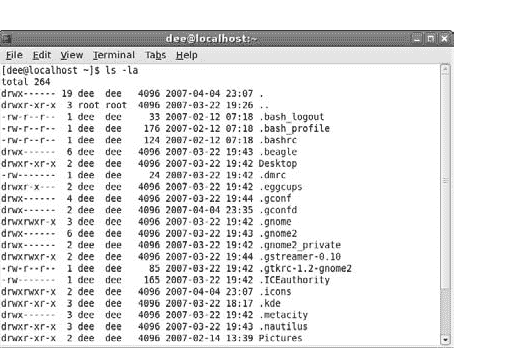 dee@localhost:~
File Edit View Terminal Tabs Help
[dee@localhost ~]$ ls -la
total 264
drwx------ 19 dee dee 4096 2007-04-04 23:07 .
drwxr-xr-x 3 root root 4096 2007-03-22 19:26 ..
-rw-r--r-- 1 dee dee 33 2007-02-12 07:18 .bash_logout
-rw-r--r-- 1 dee dee 176 2007-02-12 07:18 .bash_profile
-rw-r--r-- 1 dee dee 124 2007-02-12 07:18 .bashrc
drwx------ 6 dee dee 4096 2007-03-22 19:43 .beagle
drwxr-xr-x 2 dee dee 4096 2007-03-22 19:42 Desktop
-rw------- 1 dee dee 24 2007-03-22 19:42 .dmrc
drwxr-x--- 2 dee dee 4096 2007-03-22 19:42 .eggcups
drwx------ 4 dee dee 4096 2007-03-22 19:44 .gconf
drwx------ 2 dee dee 4096 2007-04-04 23:35 .gconfd
drwxrwxr-x 3 dee dee 4096 2007-03-22 19:42 .gnome
drwx------ 6 dee dee 4096 2007-03-22 19:43 .gnome2
drwx------ 2 dee dee 4096 2007-03-22 19:42 .gnome2_private
drwxrwxr-x 2 dee dee 4096 2007-03-22 19:44 .gstreamer-0.10
-rw-r--r-- 1 dee dee 85 2007-03-22 19:42 .gtkrc-1.2-gnome2
-rw------- 1 dee dee 165 2007-03-22 19:42 .ICEauthority
drwxrwxr-x 2 dee dee 4096 2007-04-04 23:07 .icons
drwxr-xr-x 3 dee dee 4096 2007-03-22 18:17 .kde
drwx------ 3 dee dee 4096 2007-03-22 19:42 .metacity
drwxr-xr-x 3 dee dee 4096 2007-03-22 19:43 .nautilus
drwxr-xr-x 2 dee dee 4096 2007-02-14 13:39 Pictures